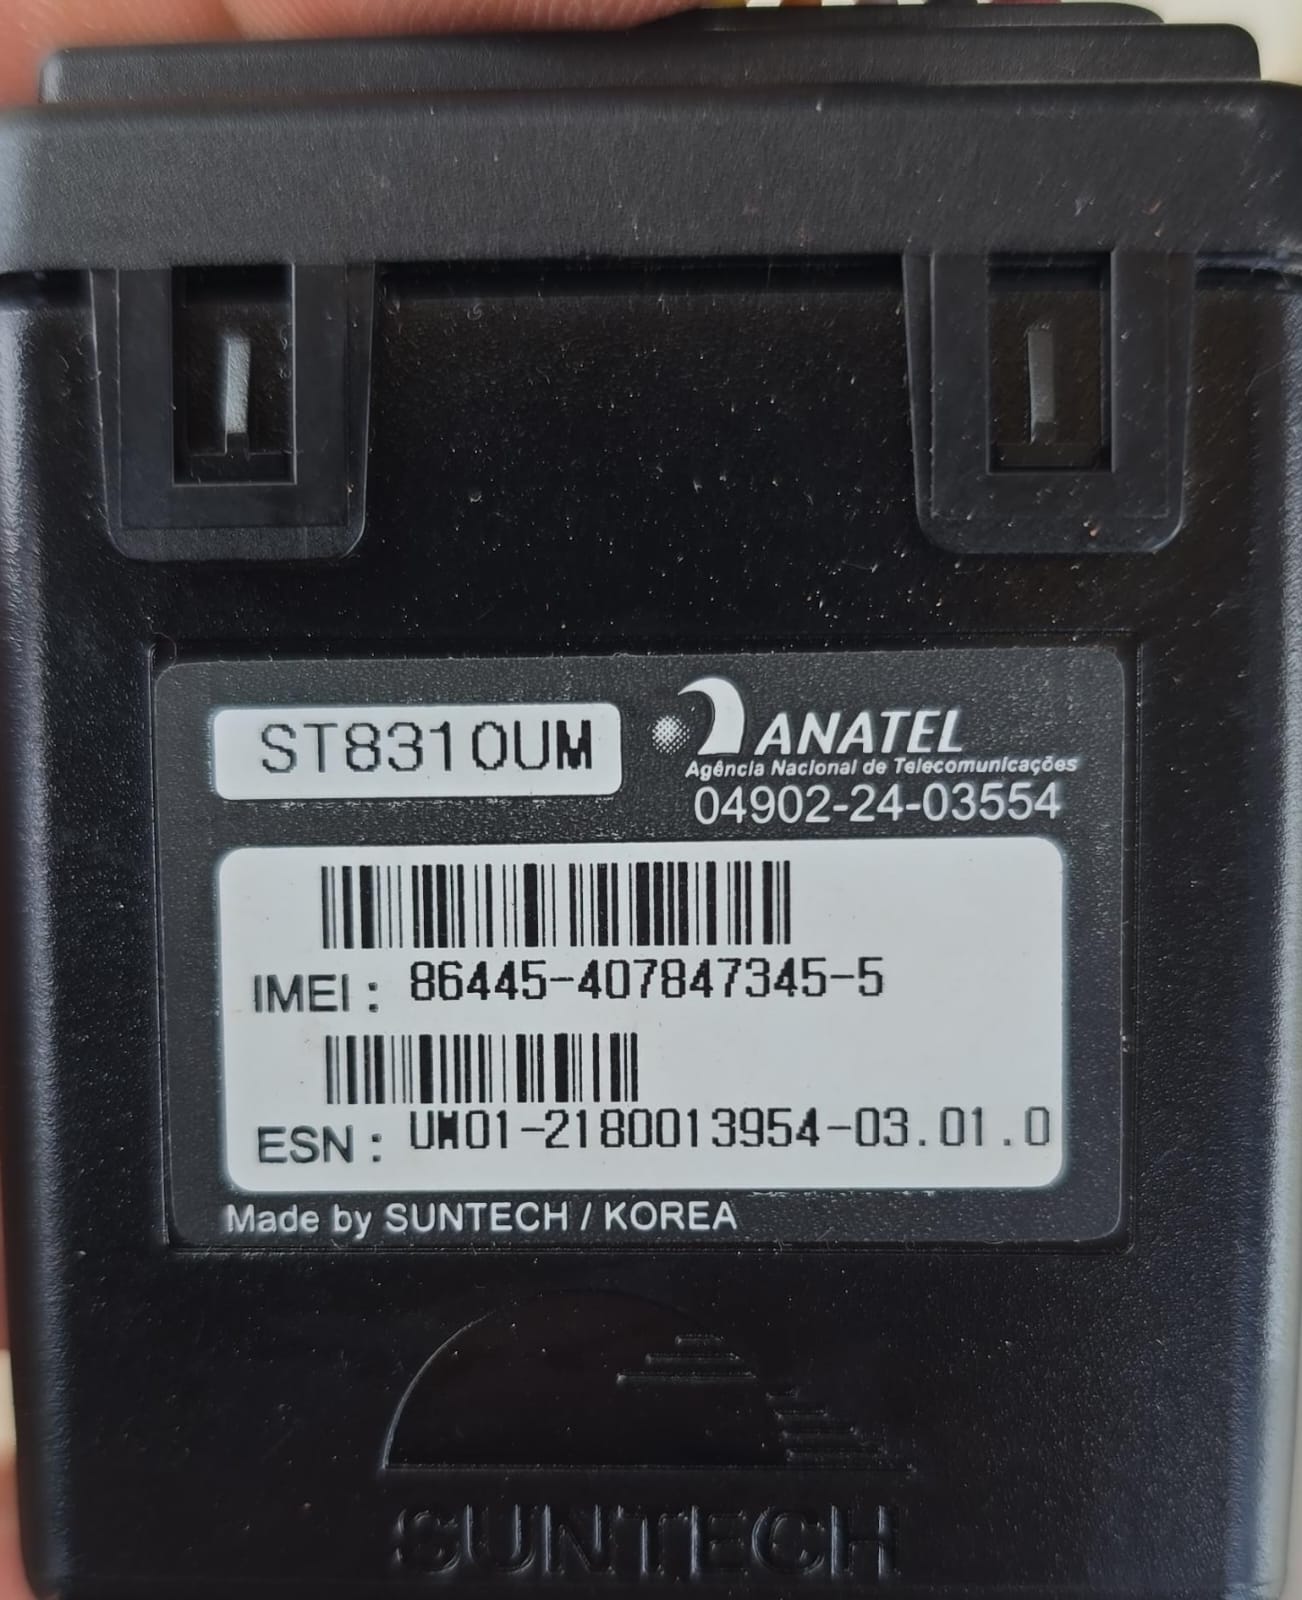 ST8310UM
ANATEL
Agência Nacional de Telecomunicações
04902-24-03554
IMEI : 86445-407847345-5
ESN : UM01-2180013954-03.01.0
Made by SUNTECH / KOREA
SUNTECH